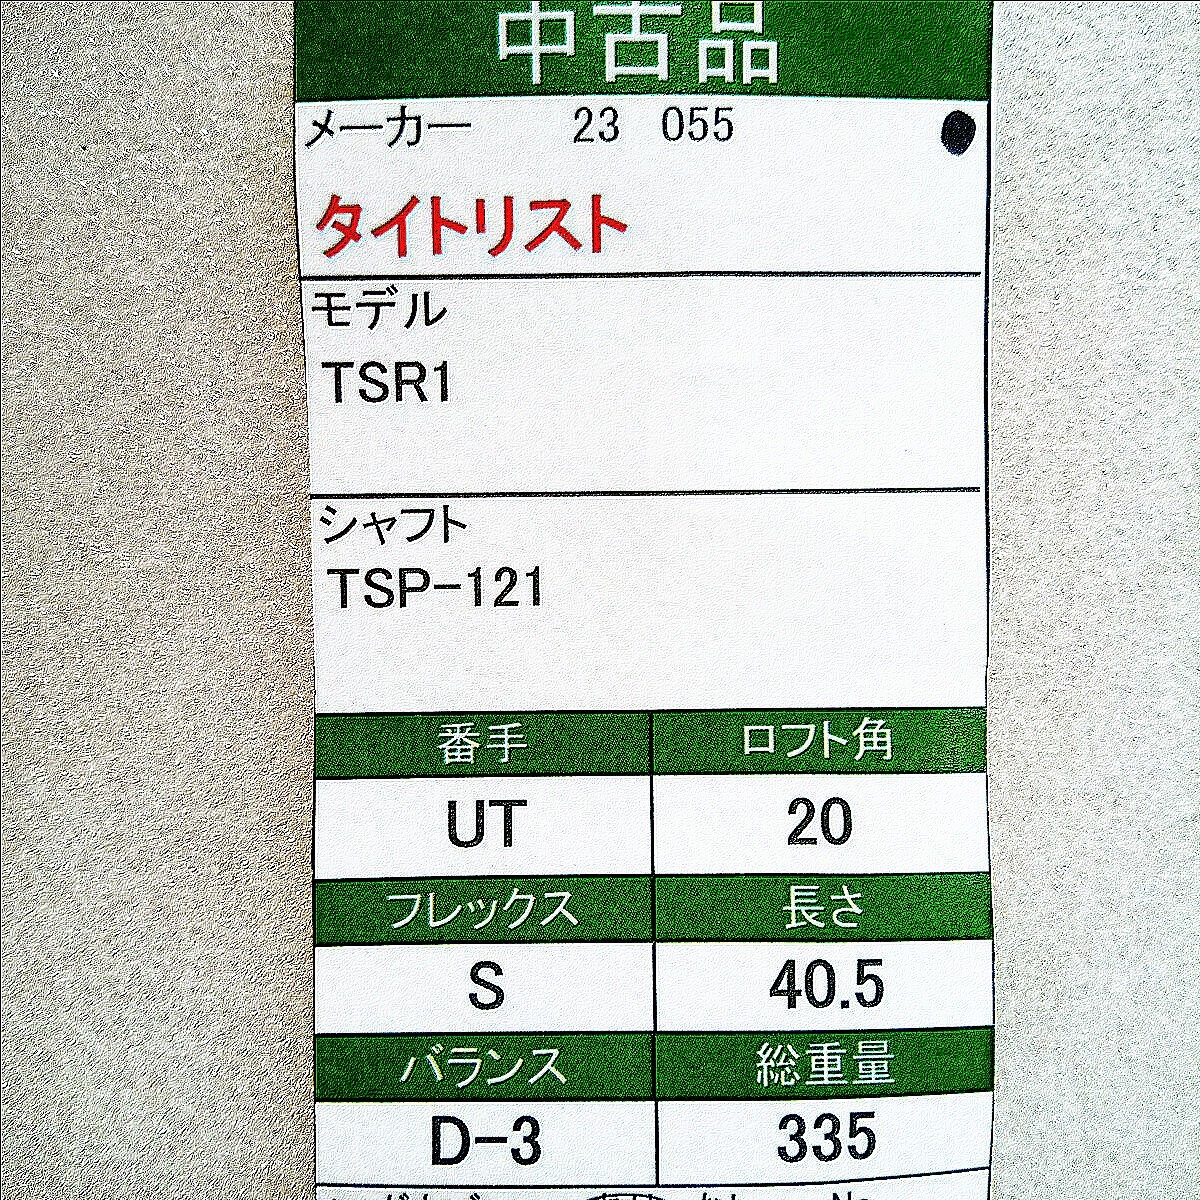 中古品
メーカー 23 055
タイトリスト
モデル
TSR1
シャフト
TSP-121
番手 ロフト角
UT 20
フレックス 長さ
S 40.5
バランス 総重量
D-3 335